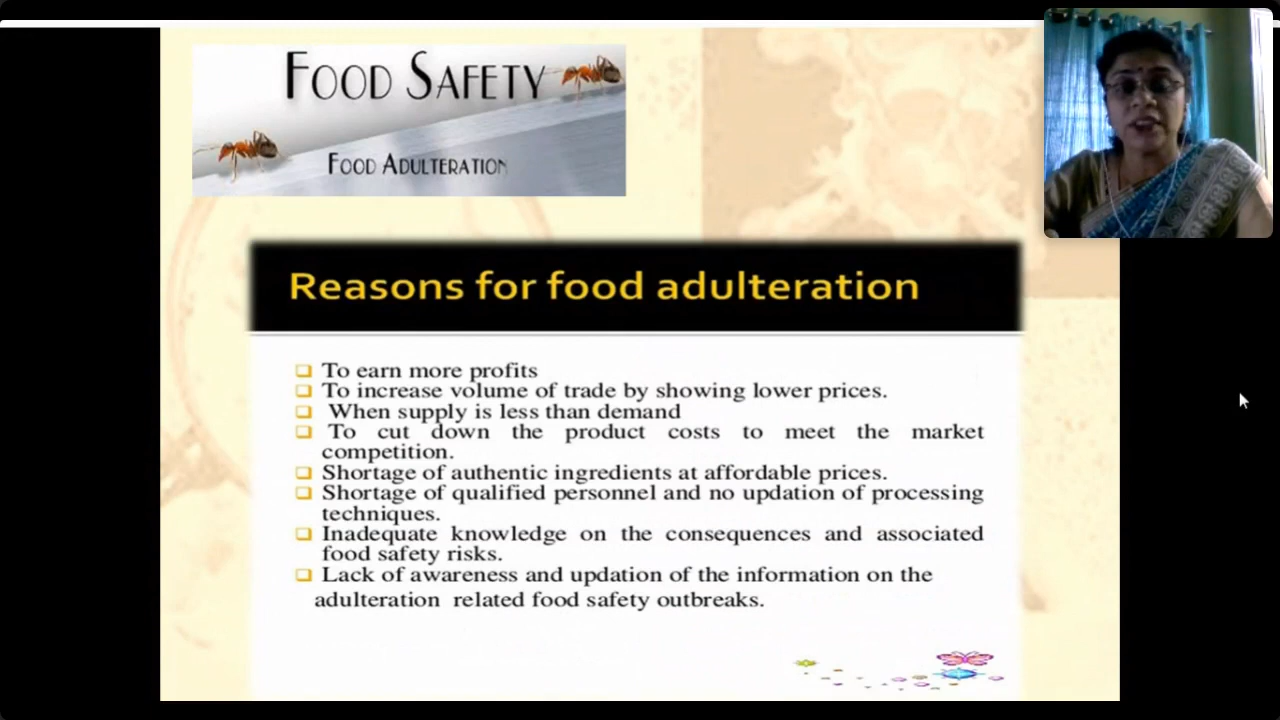 FOOD SAFETY
FOOD ADULTERATION
Reasons for food adulteration
To earn more profits
To increase volume of trade by showing lower prices.
When supply is less than demand
To cut down the product costs to meet the market
competition.
Shortage of authentic ingredients at affordable prices.
Shortage of qualified personnel and no updation of processing
techniques.
Inadequate knowledge on the consequences and associated
food safety risks.
Lack of awareness and updation of the information on the
adulteration related food safety outbreaks.